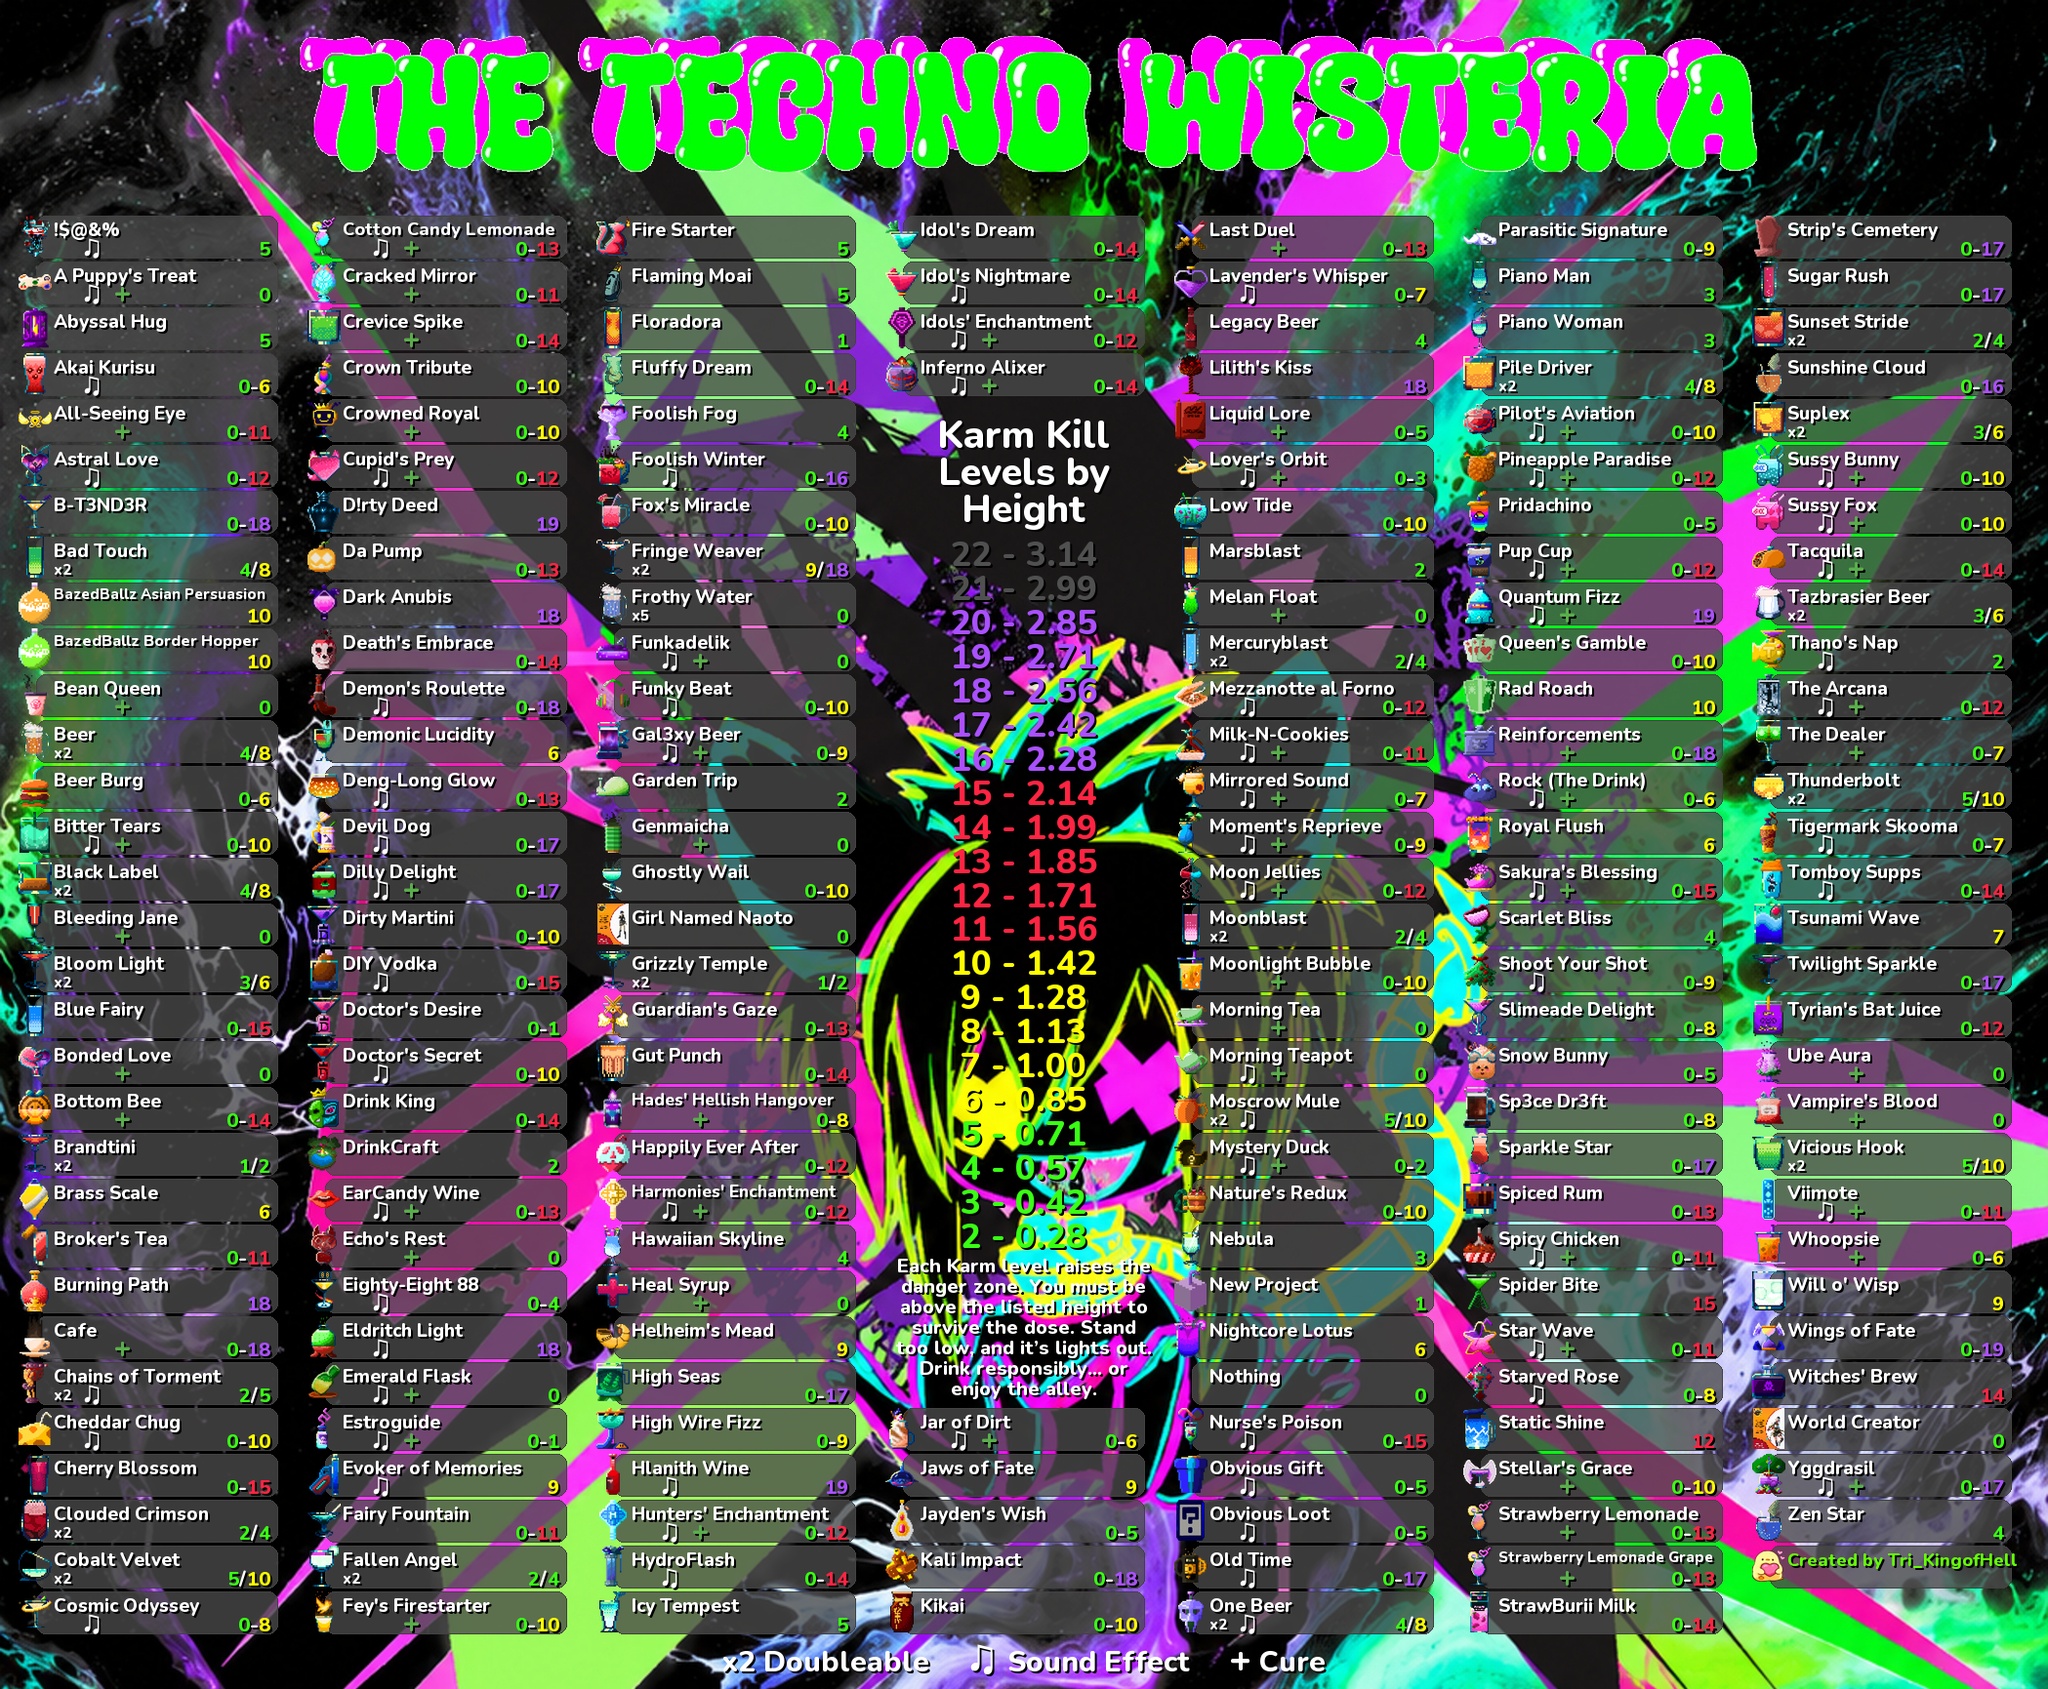 THE TECHNO WISTERIA
!$@&%
♫ 5
A Puppy's Treat
♫ + 0
Abyssal Hug
5
Akai Kurisu
♫ 0-6
All-Seeing Eye
+ 0-11
Astral Love
♫ 0-12
B-T3ND3R
0-18
Bad Touch
x2 4/8
BazedBallz Asian Persuasion
10
BazedBallz Border Hopper
10
Bean Queen
+ 0
Beer
x2 4/8
Beer Burg
0-6
Bitter Tears
♫ + 0-10
Black Label
x2 4/8
Bleeding Jane
+ 0
Bloom Light
x2 3/6
Blue Fairy
0-15
Bonded Love
+ 0
Bottom Bee
+ 0-14
Brandtini
x2 1/2
Brass Scale
6
Broker's Tea
0-11
Burning Path
18
Cafe
+ 0-18
Chains of Torment
x2 ♫ 2/5
Cheddar Chug
♫ 0-10
Cherry Blossom
0-15
Clouded Crimson
x2 2/4
Cobalt Velvet
x2 5/10
Cosmic Odyssey
♫ 0-8
Cotton Candy Lemonade
♫ + 0-13
Cracked Mirror
+ 0-11
Crevice Spike
+ 0-14
Crown Tribute
0-10
Crowned Royal
+ 0-10
Cupid's Prey
♫ + 0-12
D!rty Deed
19
Da Pump
0-13
Dark Anubis
18
Death's Embrace
0-14
Demon's Roulette
♫ 0-18
Demonic Lucidity
6
Deng-Long Glow
♫ 0-13
Devil Dog
♫ 0-17
Dilly Delight
♫ + 0-17
Dirty Martini
0-10
DIY Vodka
♫ 0-15
Doctor's Desire
0-1
Doctor's Secret
♫ 0-10
Drink King
0-14
DrinkCraft
2
EarCandy Wine
♫ + 0-13
Echo's Rest
+ 0
Eighty-Eight 88
♫ 0-4
Eldritch Light
♫ 18
Emerald Flask
♫ + 0
Estroguide
♫ + 0-1
Evoker of Memories
♫ 9
Fairy Fountain
0-11
Fallen Angel
x2 2/4
Fey's Firestarter
+ 0-10
Fire Starter
5
Flaming Moai
5
Floradora
1
Fluffy Dream
0-14
Foolish Fog
4
Foolish Winter
♫ 0-16
Fox's Miracle
0-10
Fringe Weaver
x2 9/18
Frothy Water
x5 0
Funkadelik
♫ + 0
Funky Beat
♫ 0-10
Gal3xy Beer
♫ + 0-9
Garden Trip
2
Genmaicha
+ 0
Ghostly Wail
0-10
Girl Named Naoto
0
Grizzly Temple
x2 1/2
Guardian's Gaze
0-13
Gut Punch
0-14
Hades' Hellish Hangover
+ 0-8
Happily Ever After
0-12
Harmonies' Enchantment
♫ + 0-12
Hawaiian Skyline
4
Heal Syrup
+ 0
Helheim's Mead
9
High Seas
0-17
High Wire Fizz
0-9
Hlanith Wine
♫ 19
Hunters' Enchantment
♫ + 0-12
HydroFlash
♫ 0-14
Icy Tempest
5
Idol's Dream
0-14
Idol's Nightmare
♫ 0-14
Idols' Enchantment
♫ + 0-12
Inferno Alixer
♫ + 0-14
Karm Kill
Levels by
Height
22 - 3.14
21 - 2.99
20 - 2.85
19 - 2.71
18 - 2.56
17 - 2.42
16 - 2.28
15 - 2.14
14 - 1.99
13 - 1.85
12 - 1.71
11 - 1.56
10 - 1.42
9 - 1.28
8 - 1.13
7 - 1.00
6 - 0.85
5 - 0.71
4 - 0.57
3 - 0.42
2 - 0.28
Each Karm level raises the
danger zone. You must be
above the listed height to
survive the dose. Stand
too low, and it's lights out.
Drink responsibly... or
enjoy the alley.
Jar of Dirt
♫ + 0-6
Jaws of Fate
9
Jayden's Wish
0-5
Kali Impact
0-18
Kikai
0-10
Last Duel
+ 0-13
Lavender's Whisper
♫ 0-7
Legacy Beer
4
Lilith's Kiss
18
Liquid Lore
+ 0-5
Lover's Orbit
♫ + 0-3
Low Tide
0-10
Marsblast
2
Melan Float
+ 0
Mercuryblast
x2 2/4
Mezzanotte al Forno
♫ 0-12
Milk-N-Cookies
♫ + 0-11
Mirrored Sound
♫ + 0-7
Moment's Reprieve
♫ + 0-9
Moon Jellies
♫ + 0-12
Moonblast
x2 2/4
Moonlight Bubble
+ 0-10
Morning Tea
+ 0
Morning Teapot
♫ + 0
Moscrow Mule
x2 ♫ 5/10
Mystery Duck
♫ + 0-2
Nature's Redux
0-10
Nebula
3
New Project
1
Nightcore Lotus
6
Nothing
0
Nurse's Poison
♫ 0-15
Obvious Gift
♫ 0-5
Obvious Loot
♫ 0-5
Old Time
♫ 0-17
One Beer
x2 ♫ 4/8
Parasitic Signature
0-9
Piano Man
3
Piano Woman
3
Pile Driver
x2 4/8
Pilot's Aviation
♫ + 0-10
Pineapple Paradise
♫ + 0-12
Pridachino
0-5
Pup Cup
♫ + 0-12
Quantum Fizz
♫ + 19
Queen's Gamble
0-10
Rad Roach
10
Reinforcements
+ 0-18
Rock (The Drink)
♫ + 0-6
Royal Flush
6
Sakura's Blessing
♫ + 0-15
Scarlet Bliss
4
Shoot Your Shot
♫ 0-9
Slimeade Delight
0-8
Snow Bunny
0-5
Sp3ce Dr3ft
0-8
Sparkle Star
0-17
Spiced Rum
0-13
Spicy Chicken
♫ + 0-11
Spider Bite
15
Star Wave
♫ + 0-11
Starved Rose
♫ 0-8
Static Shine
12
Stellar's Grace
+ 0-10
Strawberry Lemonade
+ 0-13
Strawberry Lemonade Grape
+ 0-13
StrawBurii Milk
0-14
Strip's Cemetery
0-17
Sugar Rush
0-17
Sunset Stride
2/4
Sunshine Cloud
0-16
Suplex
x2 3/6
Sussy Bunny
♫ + 0-10
Sussy Fox
♫ + 0-10
Tacquila
♫ + 0-14
Tazbrasier Beer
x2 3/6
Thano's Nap
♫ 2
The Arcana
♫ + 0-12
The Dealer
+ 0-7
Thunderbolt
x2 5/10
Tigermark Skooma
♫ 0-7
Tomboy Supps
♫ 0-14
Tsunami Wave
7
Twilight Sparkle
0-17
Tyrian's Bat Juice
0-12
Ube Aura
+ 0
Vampire's Blood
+ 0
Vicious Hook
x2 5/10
Viimote
♫ + 0-11
Whoopsie
+ 0-6
Will o' Wisp
9
Wings of Fate
0-19
Witches' Brew
14
World Creator
0
Yggdrasil
♫ + 0-17
Zen Star
4
Created by Tri_KingofHell
x2 Doubleable ♫ Sound Effect + Cure